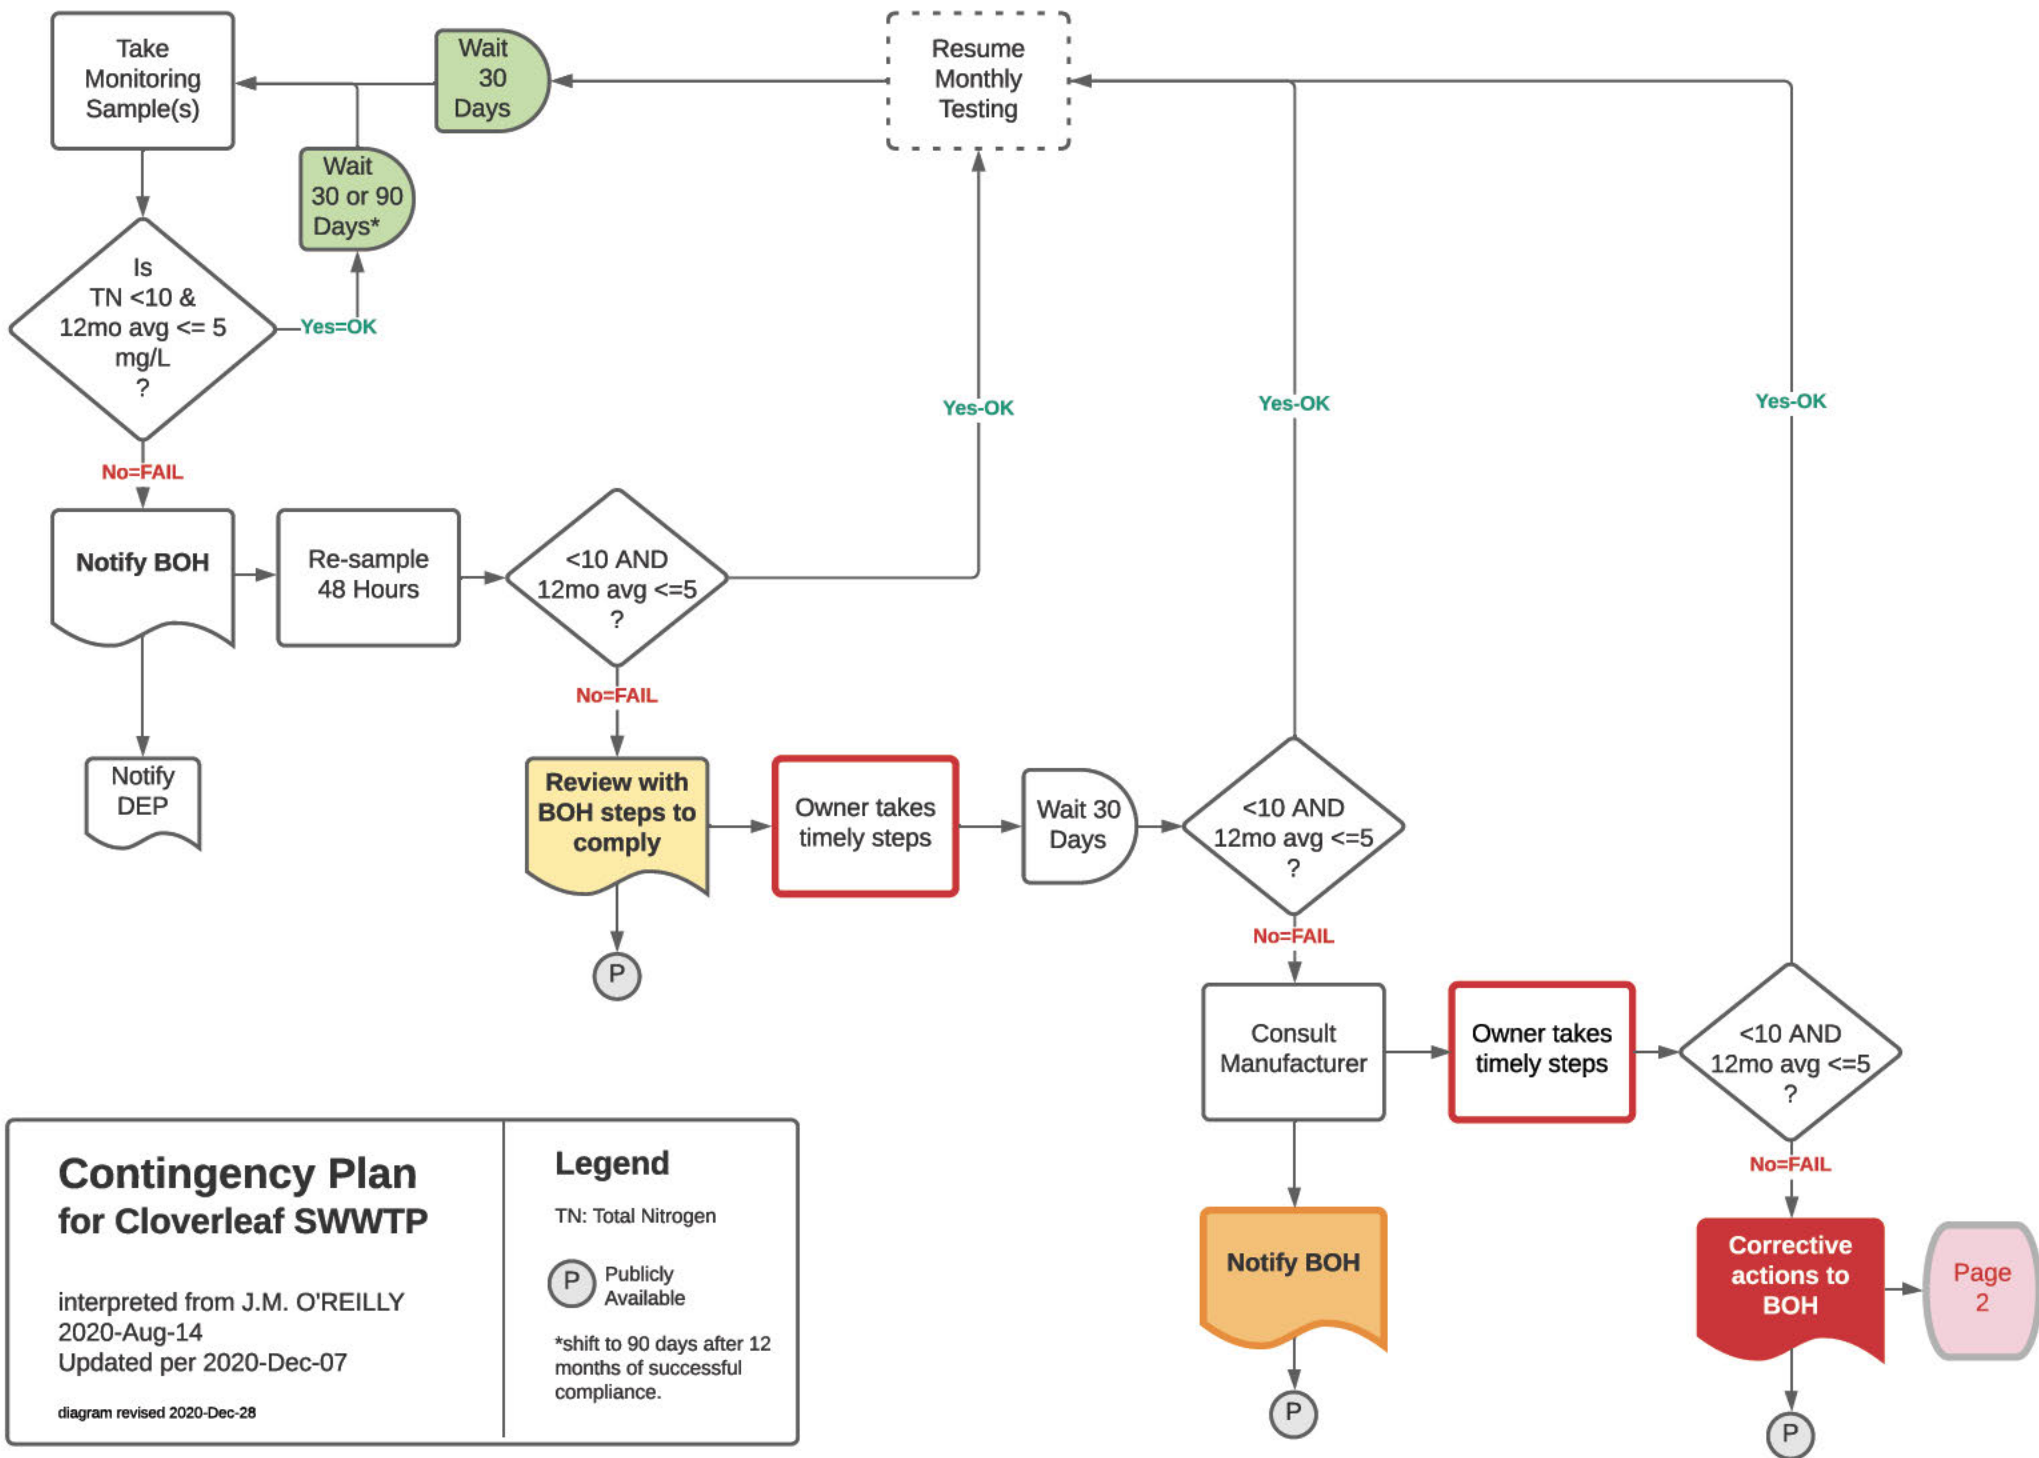 Take
Monitoring
Sample(s)
Wait
30
Days
Resume
Monthly
Testing
Wait
30 or 90
Days*
Is
TN <10 &
12mo avg <= 5
mg/L
?
Yes=OK
No=FAIL
Yes-OK
Yes-OK
Yes-OK
Notify BOH
Re-sample
48 Hours
<10 AND
12mo avg <=5
?
No=FAIL
Notify
DEP
Review with
BOH steps to
comply
Owner takes
timely steps
Wait 30
Days
<10 AND
12mo avg <=5
?
P
No=FAIL
Consult
Manufacturer
Owner takes
timely steps
<10 AND
12mo avg <=5
?
No=FAIL
Notify BOH
Corrective
actions to
BOH
Page
2
P
P
Contingency Plan
for Cloverleaf SWWTP
interpreted from J.M. O'REILLY
2020-Aug-14
Updated per 2020-Dec-07
diagram revised 2020-Dec-28
Legend
TN: Total Nitrogen
P
Publicly
Available
*shift to 90 days after 12
months of successful
compliance.